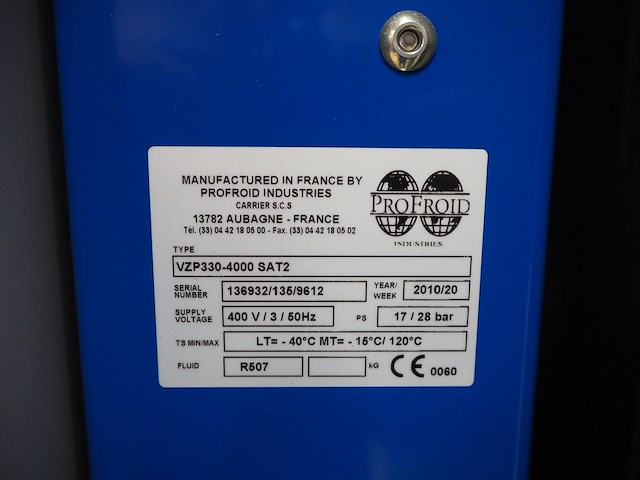 MANUFACTURED IN FRANCE BY
PROFROID INDUSTRIES
CARRIER S.C.S
13782 AUBAGNE - FRANCE
Tél. (33) 04 42 18 05 00 - Fax. (33) 04 42 18 05 02
PROFROID
INDUSTRIES
TYPE
VZP330-4000 SAT2
SERIAL NUMBER 136932/135/9612 YEAR/ WEEK 2010/20
SUPPLY VOLTAGE 400 V / 3 / 50Hz PS 17 / 28 bar
TS MIN/MAX LT= - 40°C MT= - 15°C/ 120°C
FLUID R507 kG CE 0060